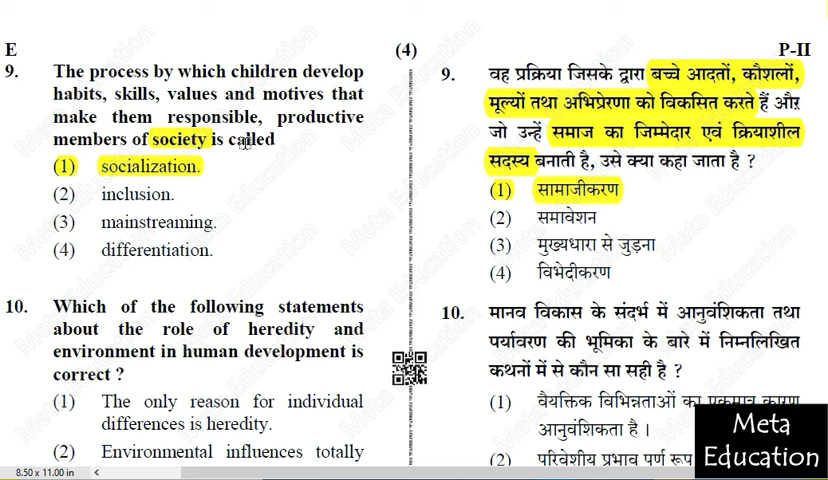 E
(4)
P-II
9. The process by which children develop
habits, skills, values and motives that
make them responsible, productive
members of society is called
(1) socialization.
(2) inclusion.
(3) mainstreaming.
(4) differentiation.
10. Which of the following statements
about the role of heredity and
environment in human development is
correct ?
(1) The only reason for individual
differences is heredity.
(2) Environmental influences totally
9. वह प्रक्रिया जिसके द्वारा बच्चे आदतों, कौशलों,
मूल्यों तथा अभिप्रेरणा को विकसित करते हैं और
जो उन्हें समाज का जिम्मेदार एवं क्रियाशील
सदस्य बनाती है, उसे क्या कहा जाता है ?
(1) सामाजीकरण
(2) समावेशन
(3) मुख्यधारा से जुड़ना
(4) विभेदीकरण
10. मानव विकास के संदर्भ में आनुवंशिकता तथा
पर्यावरण की भूमिका के बारे में निम्नलिखित
कथनों में से कौन सा सही है ?
(1) वैयक्तिक विभिन्नताओं का एकमात्र कारण
आनुवंशिकता है ।
(2) परिवेशीय प्रभाव पूर्ण रूप
Meta
Education
8.50 x 11.00 in